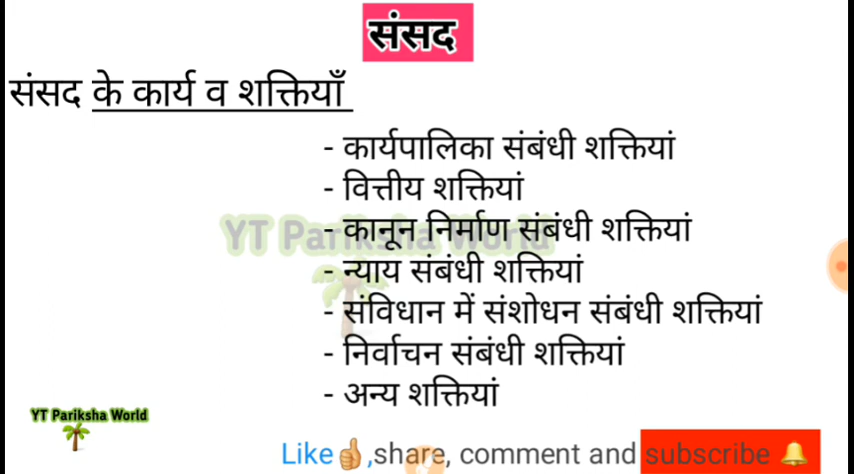 संसद
संसद के कार्य व शक्तियाँ
- कार्यपालिका संबंधी शक्तियां
- वित्तीय शक्तियां
- कानून निर्माण संबंधी शक्तियां
YT Pariksha World
- न्याय संबंधी शक्तियां
- संविधान में संशोधन संबंधी शक्तियां
- निर्वाचन संबंधी शक्तियां
- अन्य शक्तियां
YT Pariksha World
Like👍,share, comment and subscribe 🔔